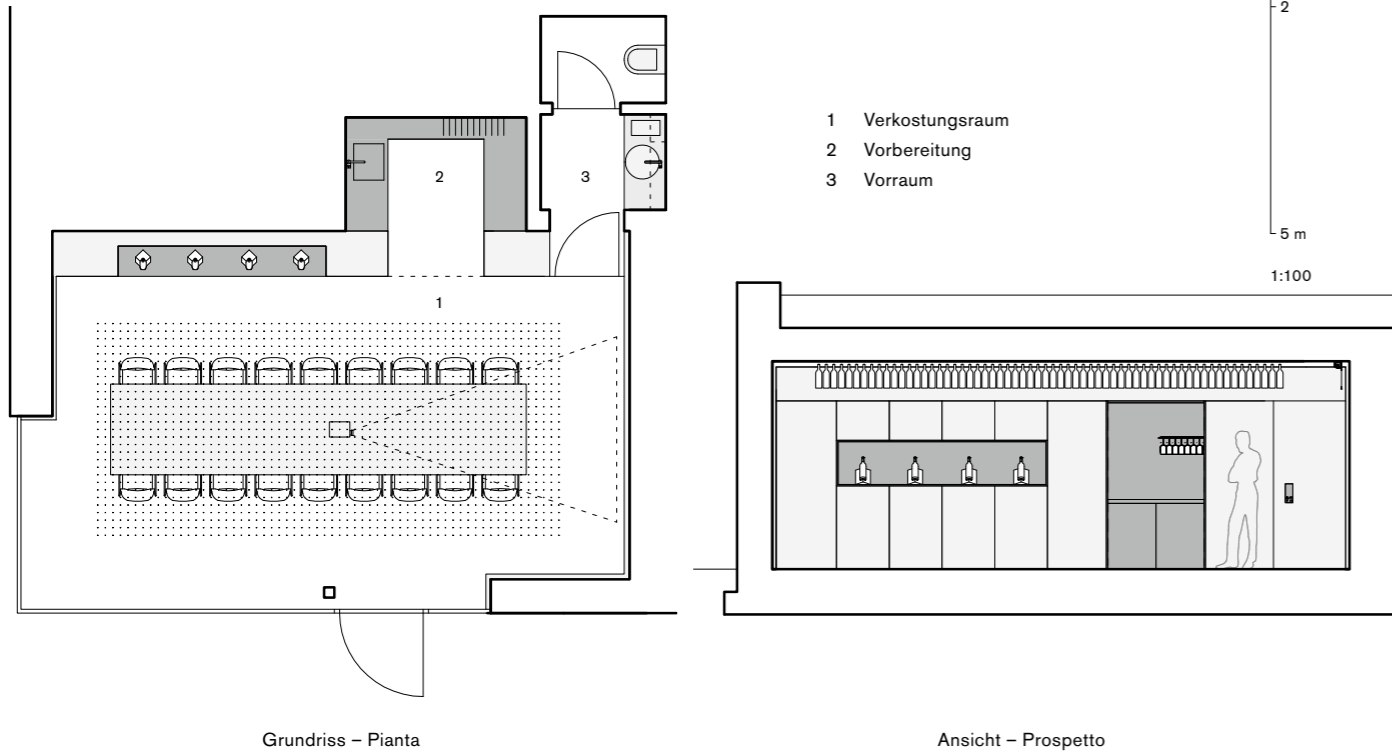 2
1 Verkostungsraum
2 Vorbereitung
3 Vorraum
2
3
5 m
1:100
1
Grundriss – Pianta
Ansicht – Prospetto